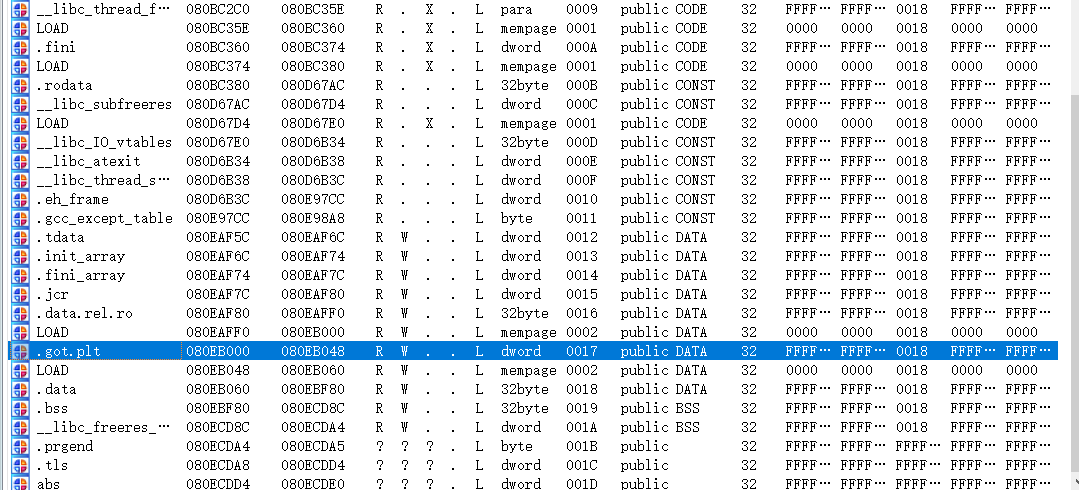 __libc_thread_f… 080BC2C0 080BC35E R . X . L para 0009 public CODE 32 FFFF… FFFF… 0018 FFFF… FFFF…
LOAD 080BC35E 080BC360 R . X . L mempage 0001 public CODE 32 0000 0000 0018 0000 0000
.fini 080BC360 080BC374 R . X . L dword 000A public CODE 32 FFFF… FFFF… 0018 FFFF… FFFF…
LOAD 080BC374 080BC380 R . X . L mempage 0001 public CODE 32 0000 0000 0018 0000 0000
.rodata 080BC380 080D67AC R . . . L 32byte 000B public CONST 32 FFFF… FFFF… 0018 FFFF… FFFF…
__libc_subfreeres 080D67AC 080D67D4 R . . . L dword 000C public CONST 32 FFFF… FFFF… 0018 FFFF… FFFF…
LOAD 080D67D4 080D67E0 R . X . L mempage 0001 public CODE 32 0000 0000 0018 0000 0000
__libc_IO_vtables 080D67E0 080D6B34 R . . . L 32byte 000D public CONST 32 FFFF… FFFF… 0018 FFFF… FFFF…
__libc_atexit 080D6B34 080D6B38 R . . . L dword 000E public CONST 32 FFFF… FFFF… 0018 FFFF… FFFF…
__libc_thread_s… 080D6B38 080D6B3C R . . . L dword 000F public CONST 32 FFFF… FFFF… 0018 FFFF… FFFF…
.eh_frame 080D6B3C 080E97CC R . . . L dword 0010 public CONST 32 FFFF… FFFF… 0018 FFFF… FFFF…
.gcc_except_table 080E97CC 080E98A8 R . . . L byte 0011 public CONST 32 FFFF… FFFF… 0018 FFFF… FFFF…
.tdata 080EAF5C 080EAF6C R W . . L dword 0012 public DATA 32 FFFF… FFFF… 0018 FFFF… FFFF…
.init_array 080EAF6C 080EAF74 R W . . L dword 0013 public DATA 32 FFFF… FFFF… 0018 FFFF… FFFF…
.fini_array 080EAF74 080EAF7C R W . . L dword 0014 public DATA 32 FFFF… FFFF… 0018 FFFF… FFFF…
.jcr 080EAF7C 080EAF80 R W . . L dword 0015 public DATA 32 FFFF… FFFF… 0018 FFFF… FFFF…
.data.rel.ro 080EAF80 080EAFF0 R W . . L 32byte 0016 public DATA 32 FFFF… FFFF… 0018 FFFF… FFFF…
LOAD 080EAFF0 080EB000 R W . . L mempage 0002 public DATA 32 0000 0000 0018 0000 0000
.got.plt 080EB000 080EB048 R W . . L dword 0017 public DATA 32 FFFF… FFFF… 0018 FFFF… FFFF…
LOAD 080EB048 080EB060 R W . . L mempage 0002 public DATA 32 0000 0000 0018 0000 0000
.data 080EB060 080EBF80 R W . . L 32byte 0018 public DATA 32 FFFF… FFFF… 0018 FFFF… FFFF…
.bss 080EBF80 080ECD8C R W . . L 32byte 0019 public BSS 32 FFFF… FFFF… 0018 FFFF… FFFF…
__libc_freeres_… 080ECD8C 080ECDA4 R W . . L dword 001A public BSS 32 FFFF… FFFF… 0018 FFFF… FFFF…
.prgend 080ECDA4 080ECDA5 ? ? ? . L byte 001B public 32 FFFF… FFFF… FFFF… FFFF… FFFF…
.tls 080ECDA8 080ECDD4 ? ? ? . L dword 001C public 32 FFFF… FFFF… FFFF… FFFF… FFFF…
abs 080ECDD4 080ECDE0 ? ? ? . L dword 001D public 32 FFFF… FFFF… FFFF… FFFF… FFFF…